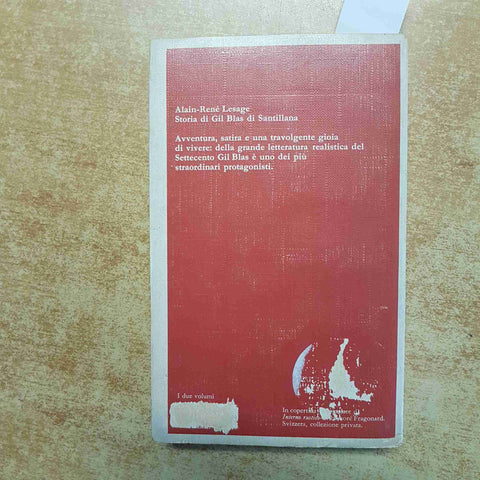 Alain-René Lesage
Storia di Gil Blas di Santillana
Avventura, satira e una travolgente gioia
di vivere: della grande letteratura realistica del
Settecento Gil Blas è uno dei più
straordinari protagonisti.
I due volumi
In copertina
Interno rustico Fragonard.
Svizzera, collezione privata.